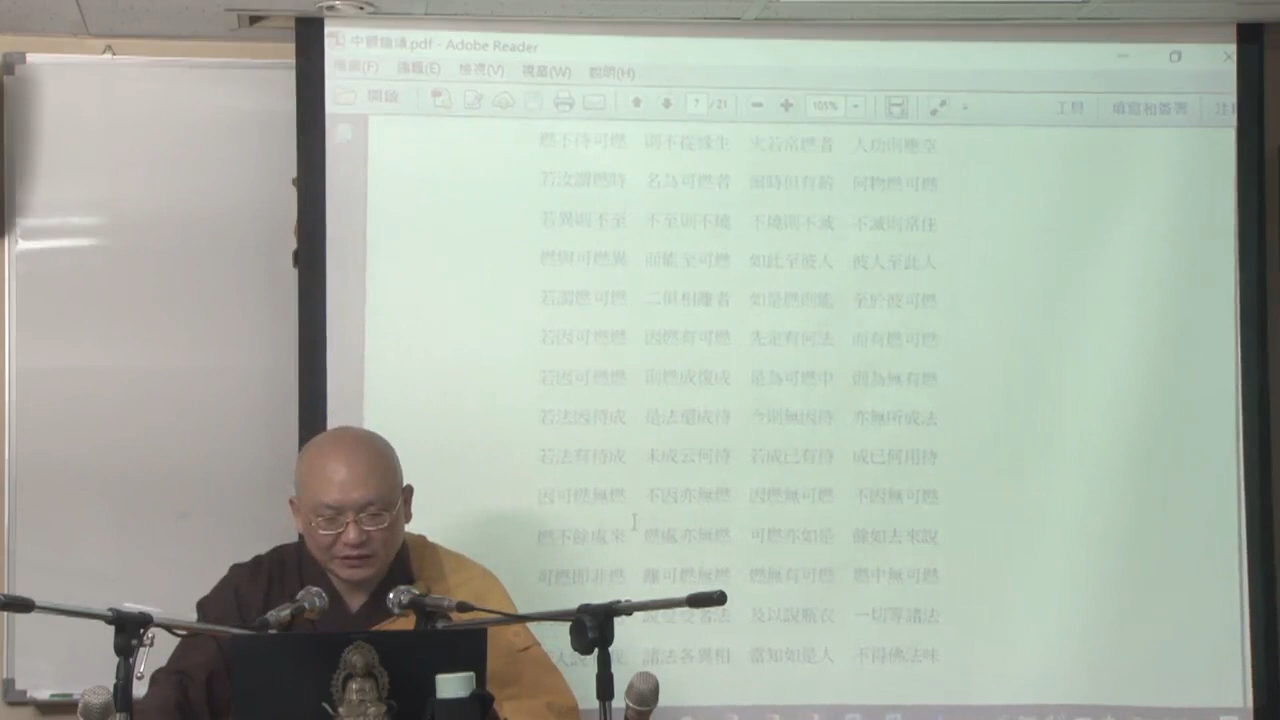 中觀論頌.pdf - Adobe Reader
檔案(F) 編輯(E) 檢視(V) 視窗(W) 說明(H)
開啟 7 / 21 105% 工具 填寫和簽署 註
燃不待可燃 則不從緣生 火若常燃者 人功則應空
若汝謂燃時 名為可燃者 爾時但有薪 何物燃可燃
若異則不至 不至則不燒 不燒則不滅 不滅則常住
燃與可燃異 而能至可燃 如此至彼人 彼人至此人
若謂燃可燃 二俱相離者 如是燃則能 至於彼可燃
若因可燃燃 因燃有可燃 先定有何法 而有燃可燃
若因可燃燃 則燃成復成 是為可燃中 則為無有燃
若法因待成 是法還成待 今則無因待 亦無所成法
若法有待成 未成云何待 若成已有待 成已何用待
因可燃無燃 不因亦無燃 因燃無可燃 不因無可燃
燃不餘處來 燃處亦無燃 可燃亦如是 餘如去來說
可燃即非燃 離可燃無燃 燃無有可燃 燃中無可燃
說受受者法 及以說瓶衣 一切等諸法
人說 諸法各異相 當知如是人 不得佛法味